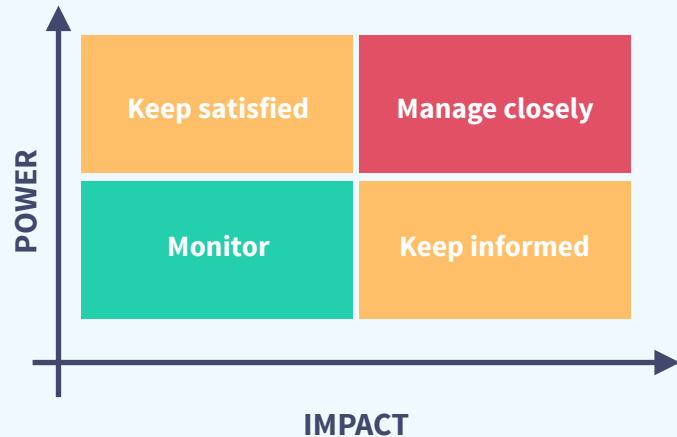 Keep satisfied
Manage closely
POWER
Monitor
Keep informed
IMPACT